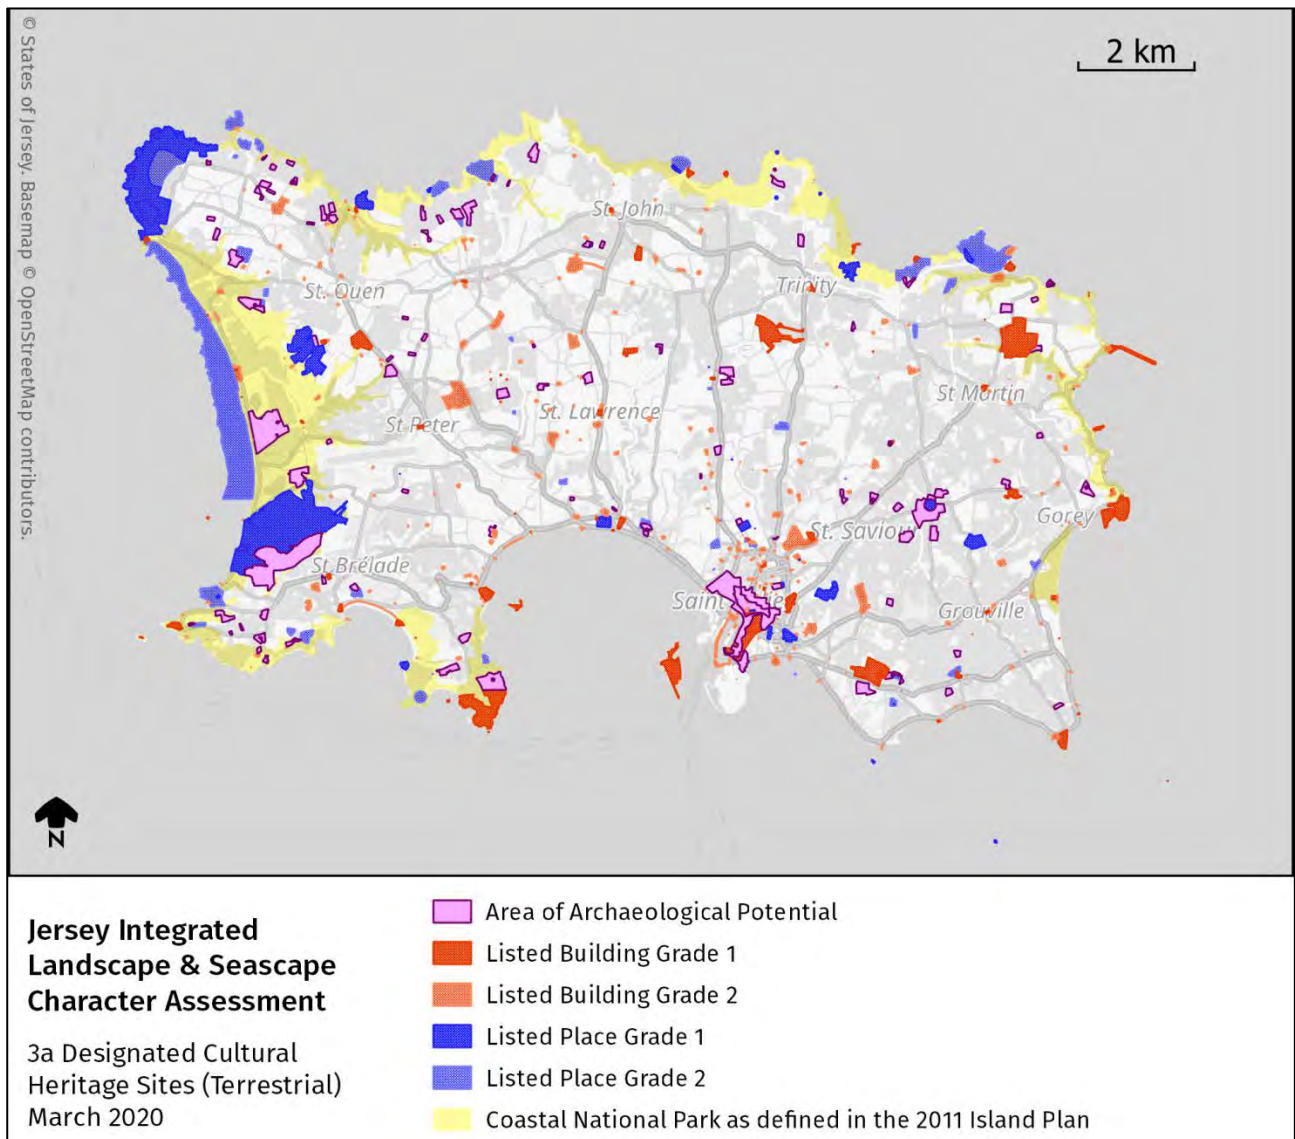 © States of Jersey. Basemap © OpenStreetMap contributors.
2 km
St. John
St. Ouen
Trinity
St Martin
St. Lawrence
St Peter
Gorey
St. Saviou
St Brélade
Saint
Grouville
N
Jersey Integrated
Landscape & Seascape
Character Assessment
3a Designated Cultural
Heritage Sites (Terrestrial)
March 2020
Area of Archaeological Potential
Listed Building Grade 1
Listed Building Grade 2
Listed Place Grade 1
Listed Place Grade 2
Coastal National Park as defined in the 2011 Island Plan